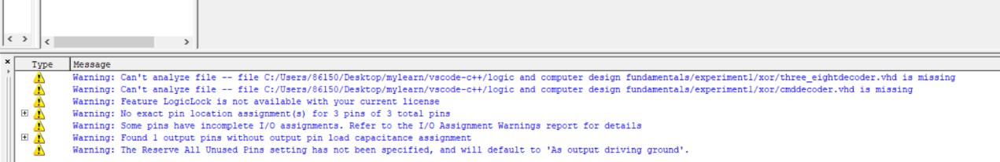 Type Message
Warning: Can't analyze file -- file C:/Users/86150/Desktop/mylearn/vscode-c++/logic and computer design fundamentals/experiment1/xor/three_eightdecoder.vhd is missing
Warning: Can't analyze file -- file C:/Users/86150/Desktop/mylearn/vscode-c++/logic and computer design fundamentals/experiment1/xor/cmddecoder.vhd is missing
Warning: Feature LogicLock is not available with your current license
Warning: No exact pin location assignment(s) for 3 pins of 3 total pins
Warning: Some pins have incomplete I/O assignments. Refer to the I/O Assignment Warnings report for details
Warning: Found 1 output pins without output pin load capacitance assignment
Warning: The Reserve All Unused Pins setting has not been specified, and will default to 'As output driving ground'.